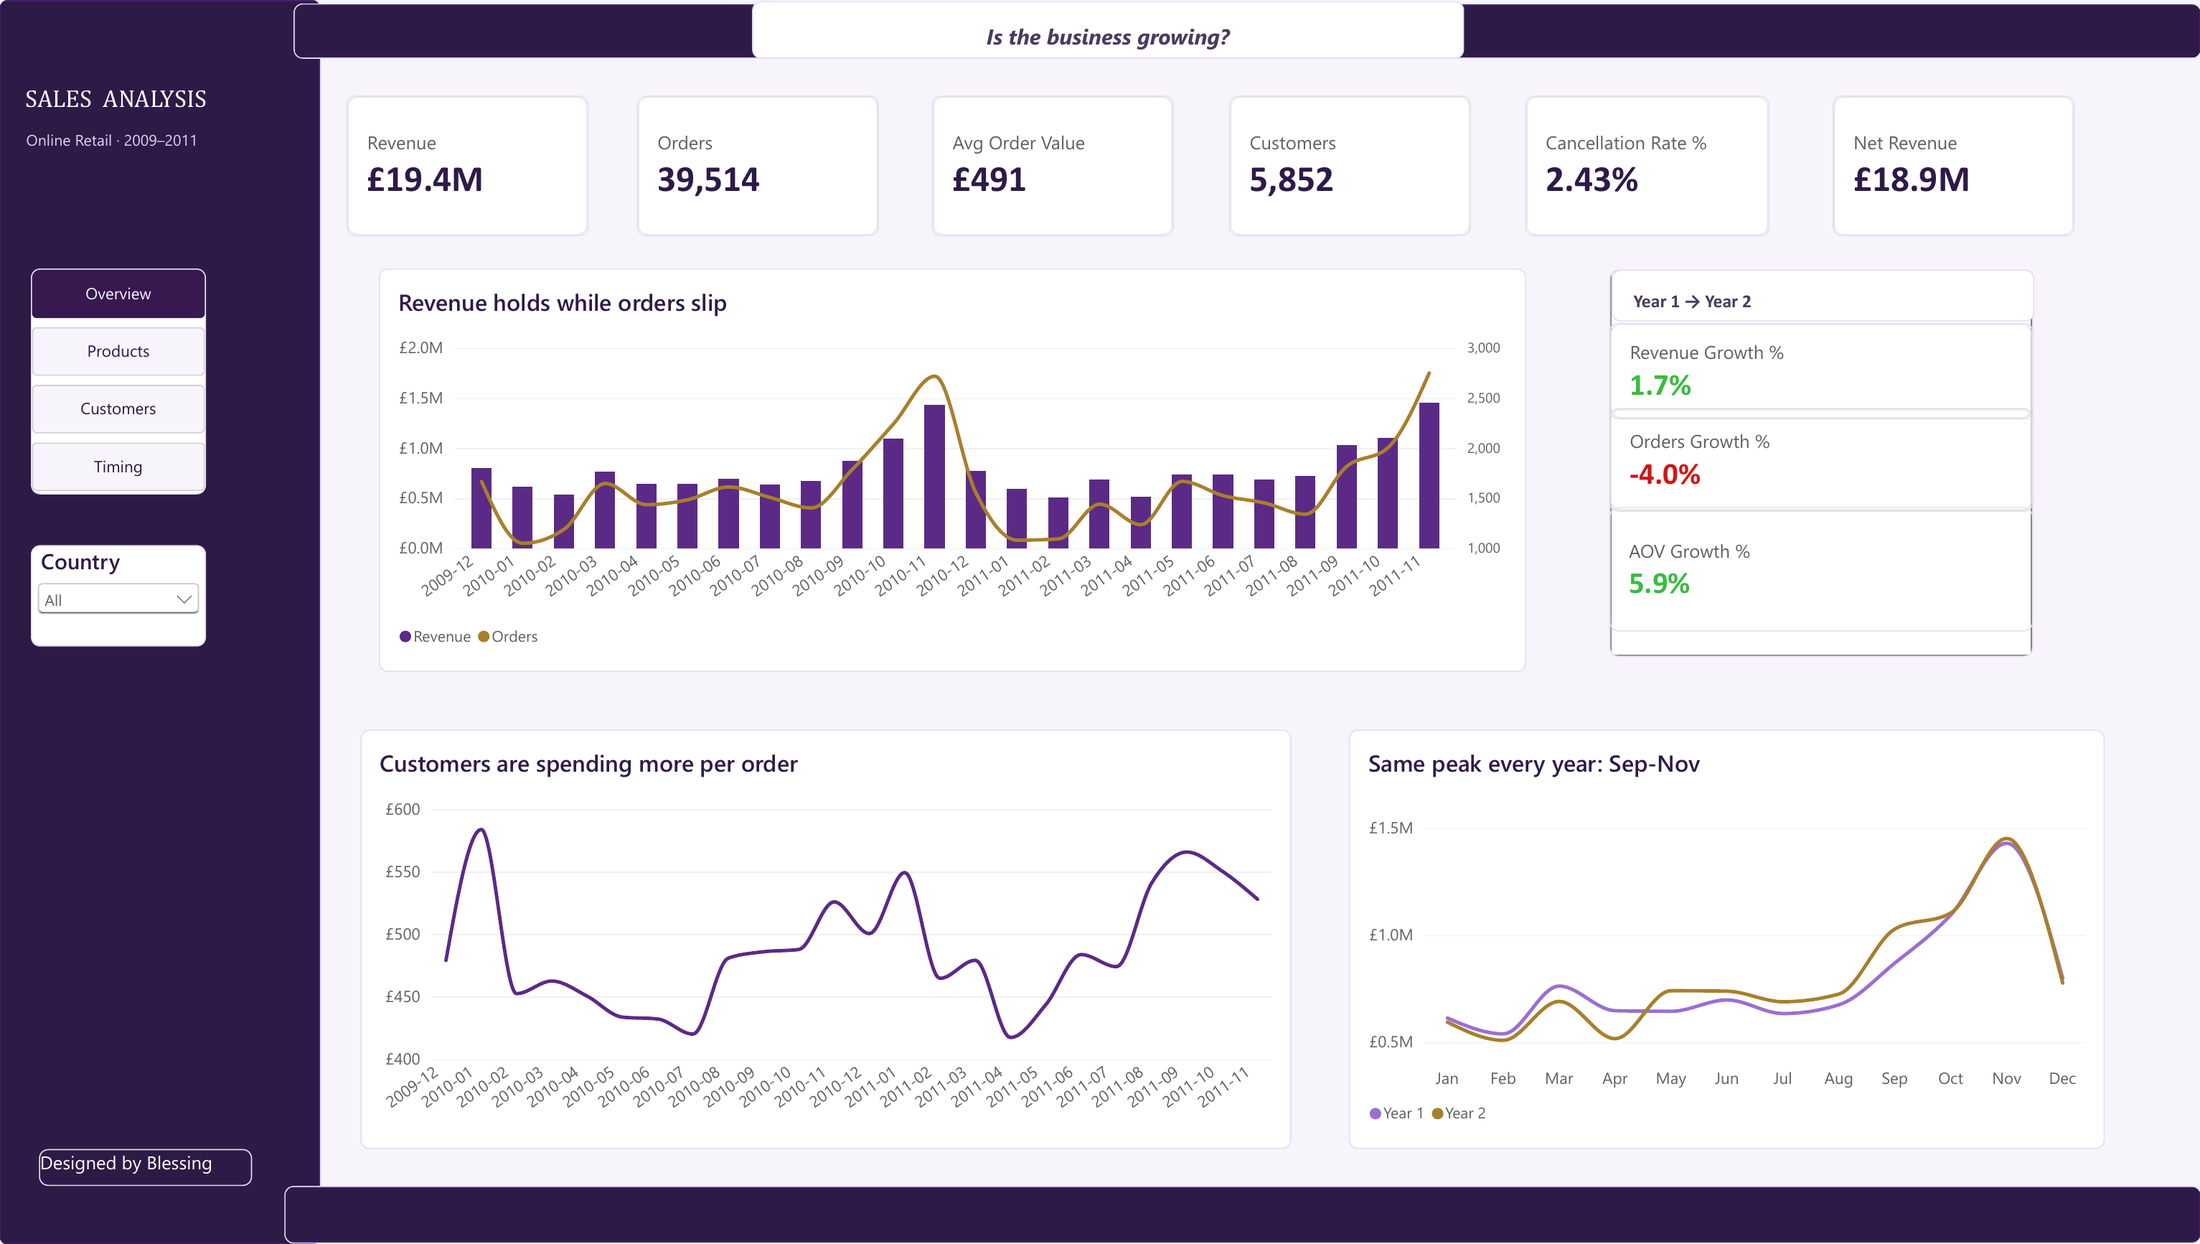 Is the business growing?
SALES ANALYSIS
Online Retail · 2009–2011
Overview
Products
Customers
Timing
Country
All
Designed by Blessing
Revenue
£19.4M
Orders
39,514
Avg Order Value
£491
Customers
5,852
Cancellation Rate %
2.43%
Net Revenue
£18.9M
Revenue holds while orders slip
£2.0M
£1.5M
£1.0M
£0.5M
£0.0M
3,000
2,500
2,000
1,500
1,000
2009-12
2010-01
2010-02
2010-03
2010-04
2010-05
2010-06
2010-07
2010-08
2010-09
2010-10
2010-11
2010-12
2011-01
2011-02
2011-03
2011-04
2011-05
2011-06
2011-07
2011-08
2011-09
2011-10
2011-11
Revenue Orders
Year 1 → Year 2
Revenue Growth %
1.7%
Orders Growth %
-4.0%
AOV Growth %
5.9%
Customers are spending more per order
£600
£550
£500
£450
£400
2009-12
2010-01
2010-02
2010-03
2010-04
2010-05
2010-06
2010-07
2010-08
2010-09
2010-10
2010-11
2010-12
2011-01
2011-02
2011-03
2011-04
2011-05
2011-06
2011-07
2011-08
2011-09
2011-10
2011-11
Same peak every year: Sep-Nov
£1.5M
£1.0M
£0.5M
Jan Feb Mar Apr May Jun Jul Aug Sep Oct Nov Dec
Year 1 Year 2